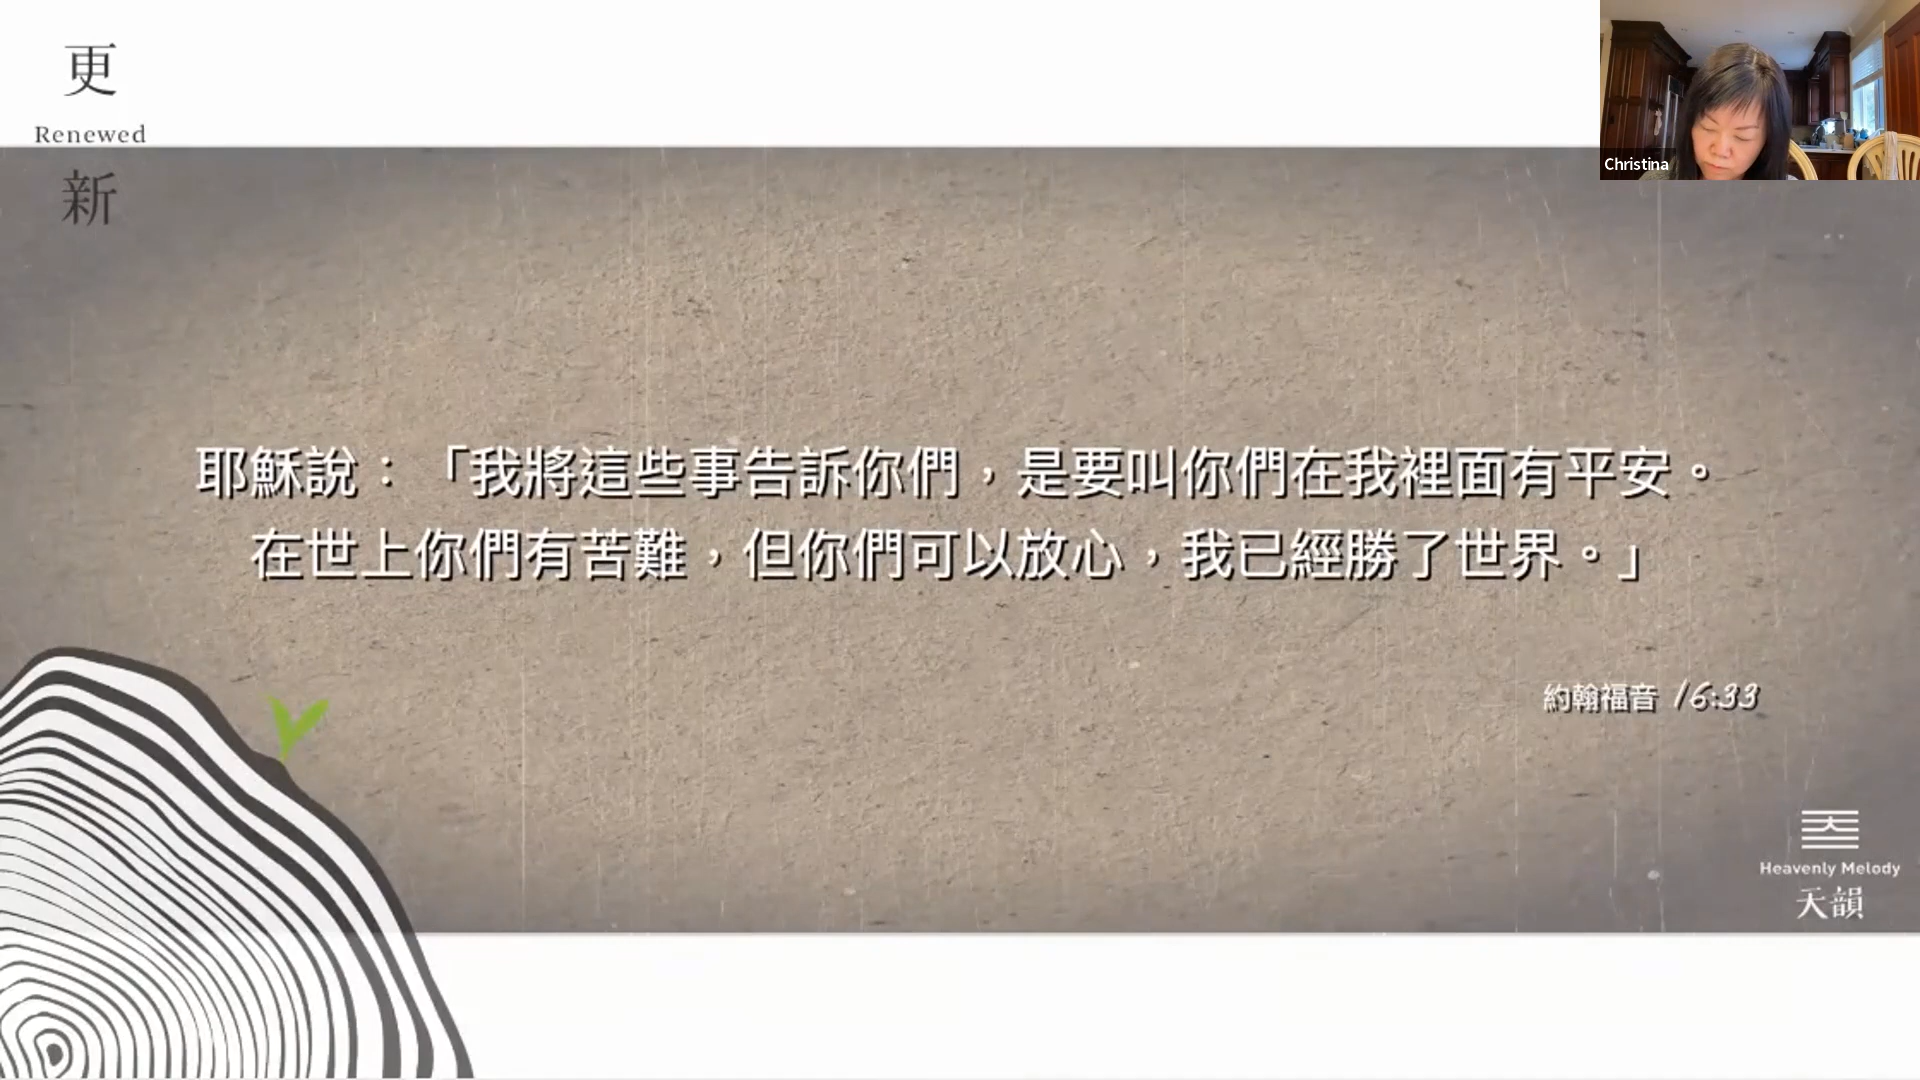 更
Renewed
新
Christina
耶穌說：「我將這些事告訴你們，是要叫你們在我裡面有平安。
在世上你們有苦難，但你們可以放心，我已經勝了世界。」
約翰福音 16:33
Heavenly Melody
天韻